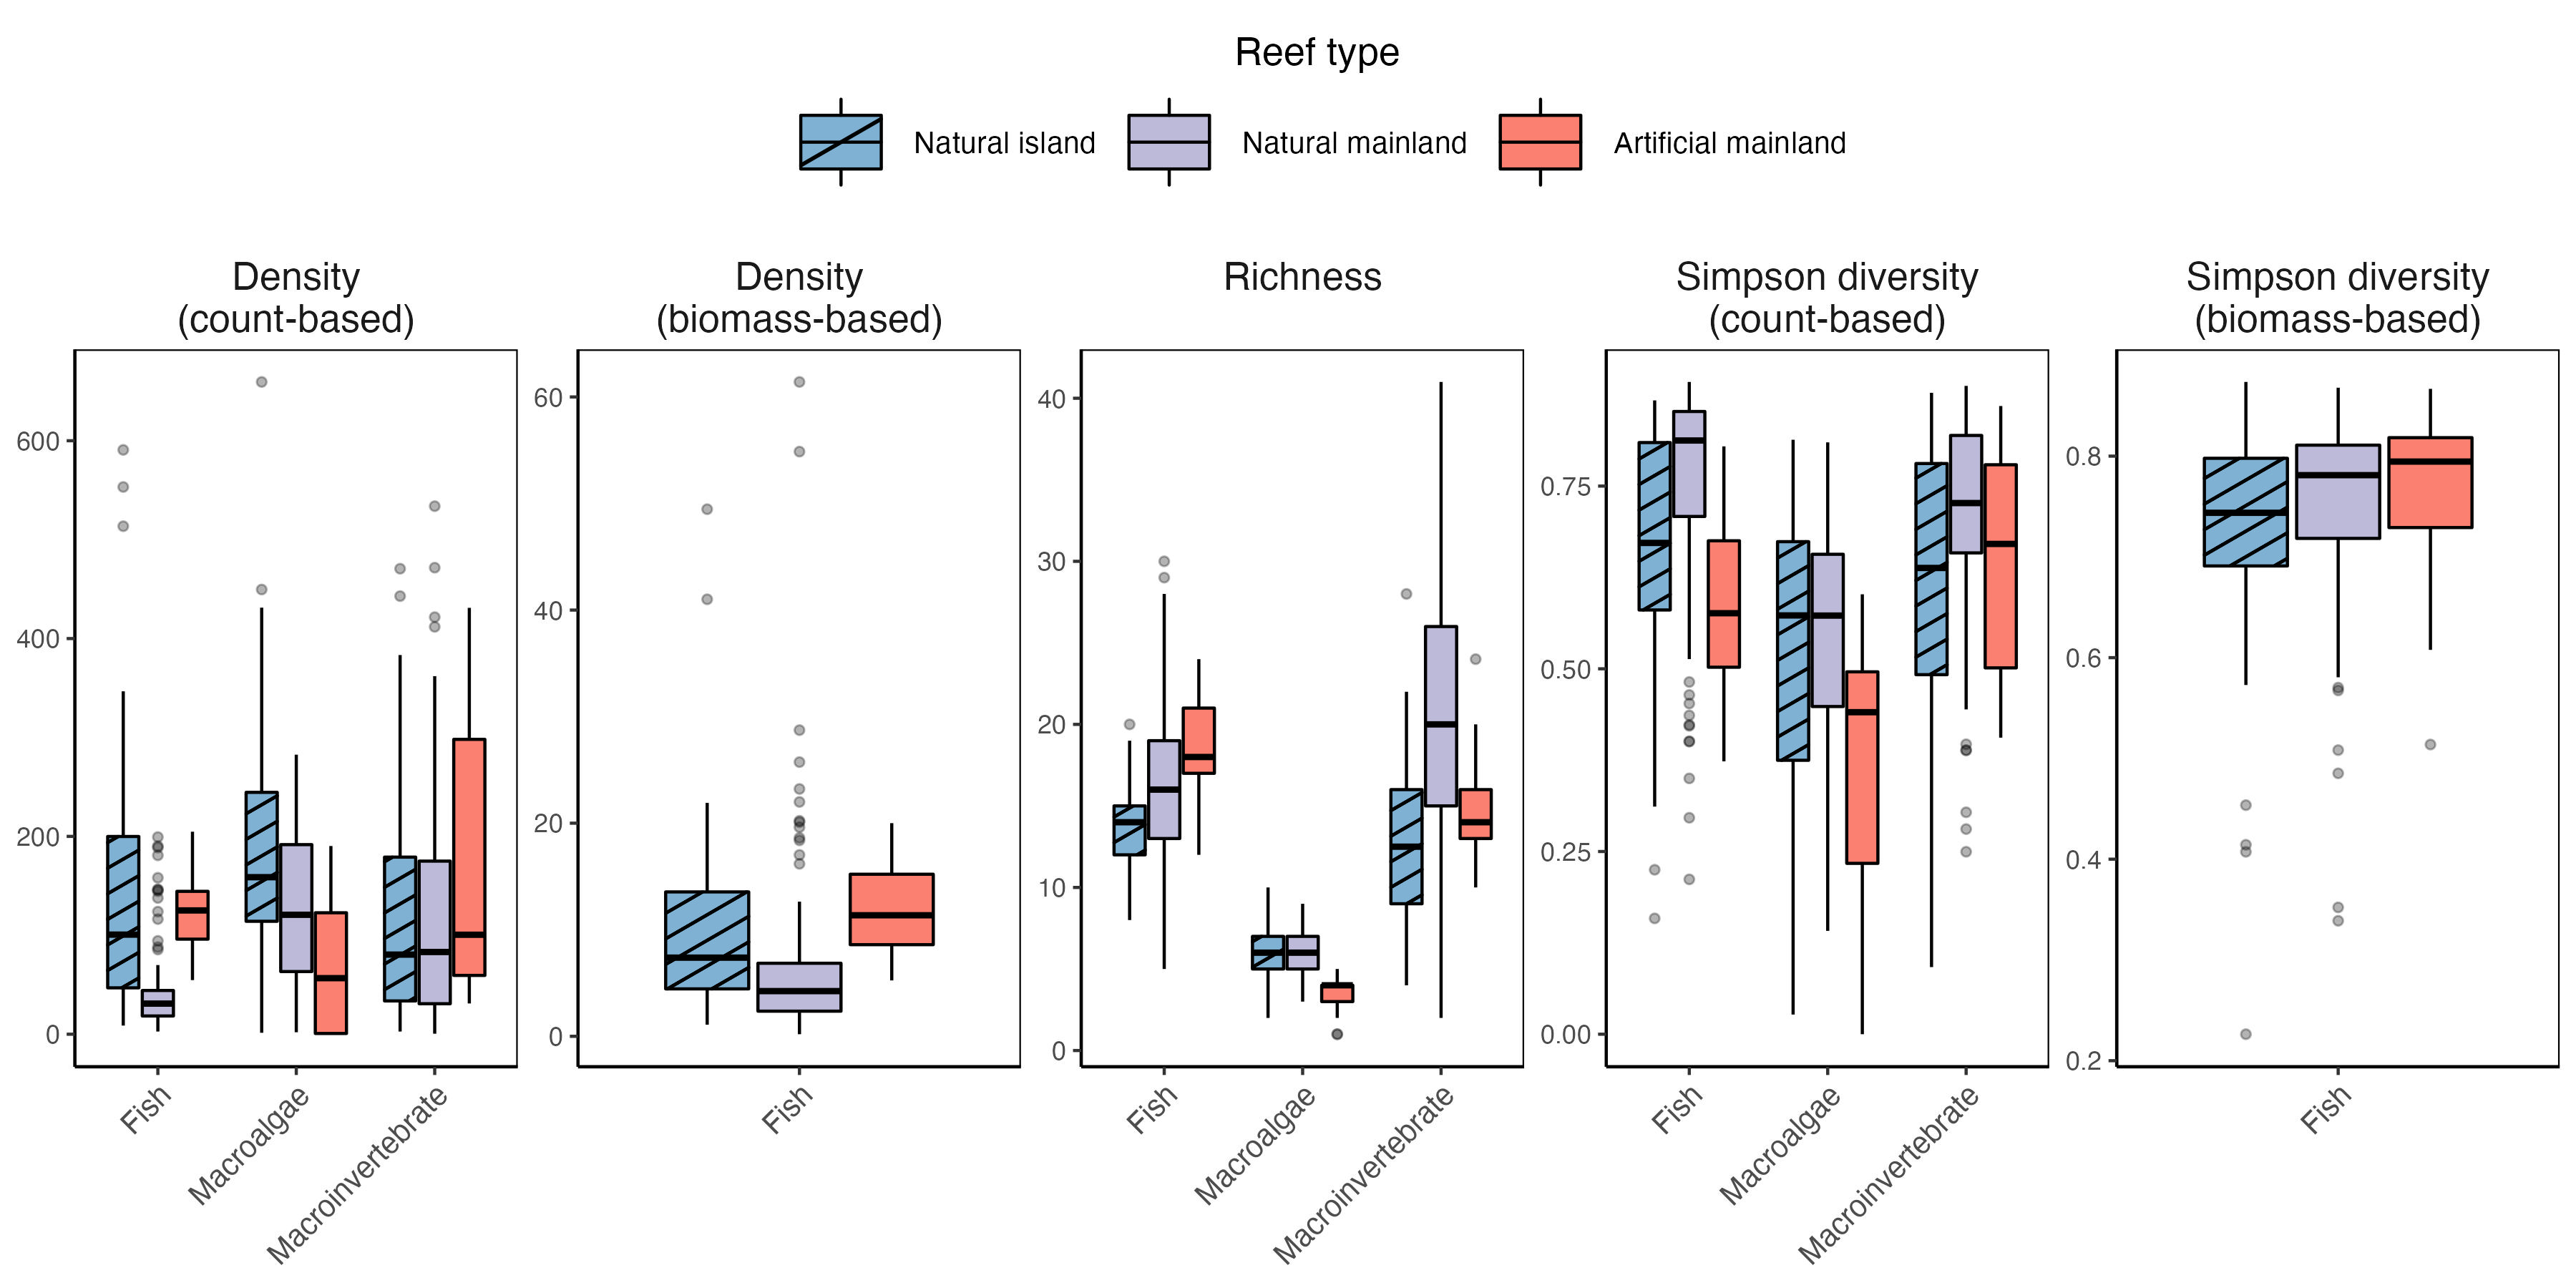 Reef type
Natural island
Natural mainland
Artificial mainland
Density
(count-based)
Density
(biomass-based)
Richness
Simpson diversity
(count-based)
Simpson diversity
(biomass-based)
600
400
200
0
Fish
Macroalgae
Macroinvertebrate
60
40
20
0
Fish
40
30
20
10
0
Fish
Macroalgae
Macroinvertebrate
0.75
0.50
0.25
0.00
Fish
Macroalgae
Macroinvertebrate
0.8
0.6
0.4
0.2
Fish